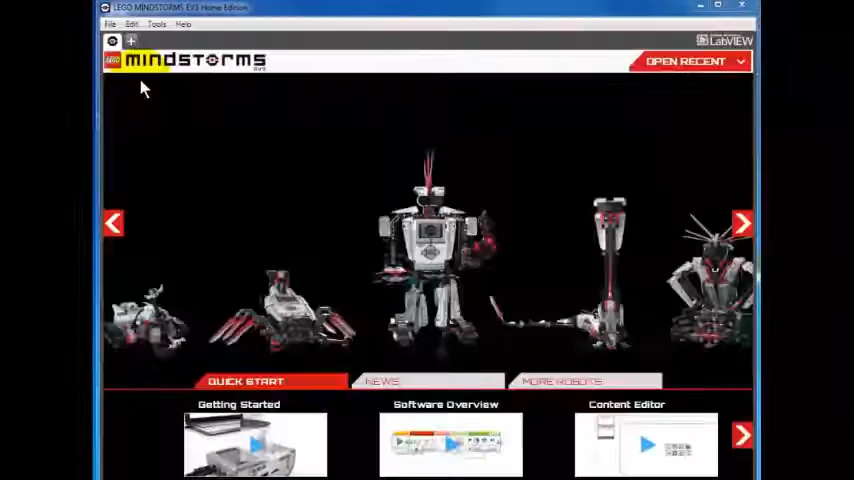 LEGO MINDSTORMS EV3 Home Edition
File Edit Tools Help
LabVIEW
LEGO mindstorms EV3
OPEN RECENT
QUICK START NEWS MORE ROBOTS
Getting Started Software Overview Content Editor